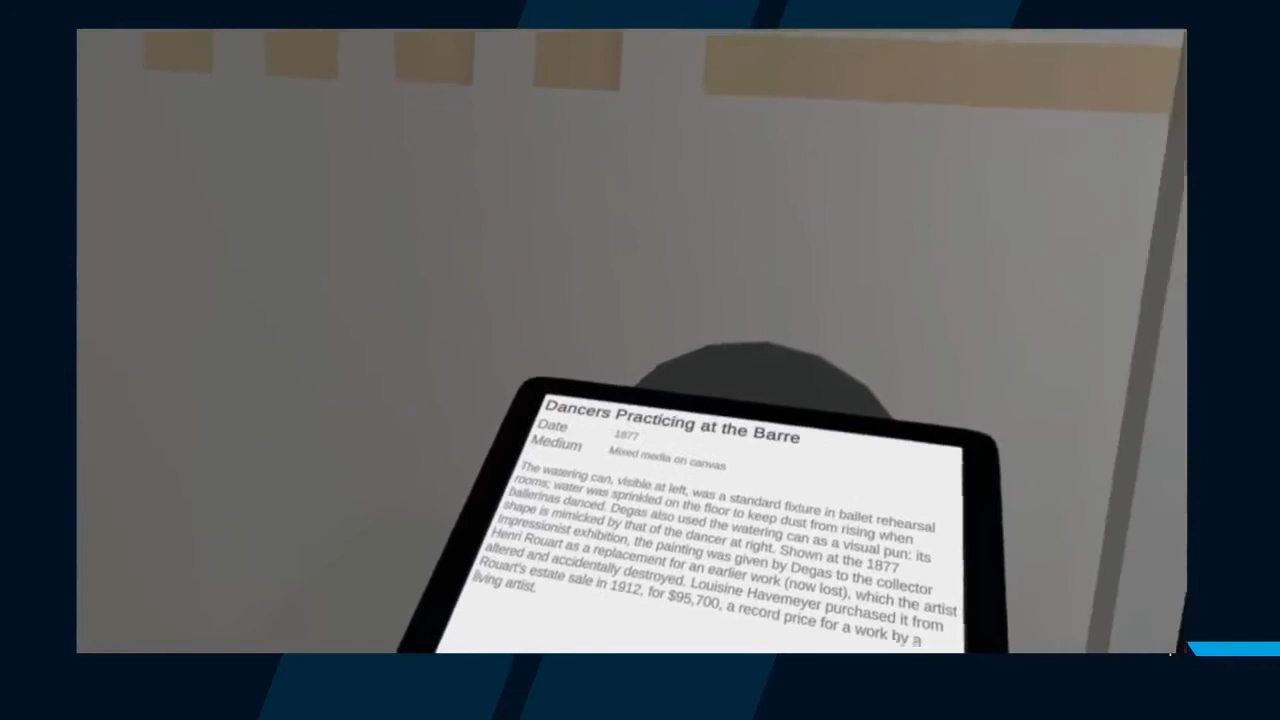 Dancers Practicing at the Barre
Date 1877
Medium Mixed media on canvas
The watering can, visible at left, was a standard fixture in ballet rehearsal
rooms; water was sprinkled on the floor to keep dust from rising when
ballerinas danced. Degas also used the watering can as a visual pun: its
shape is mimicked by that of the dancer at right. Shown at the 1877
Impressionist exhibition, the painting was given by Degas to the collector
Henri Rouart as a replacement for an earlier work (now lost), which the artist
altered and accidentally destroyed. Louisine Havemeyer purchased it from
Rouart's estate sale in 1912, for $95,700, a record price for a work by a
living artist.